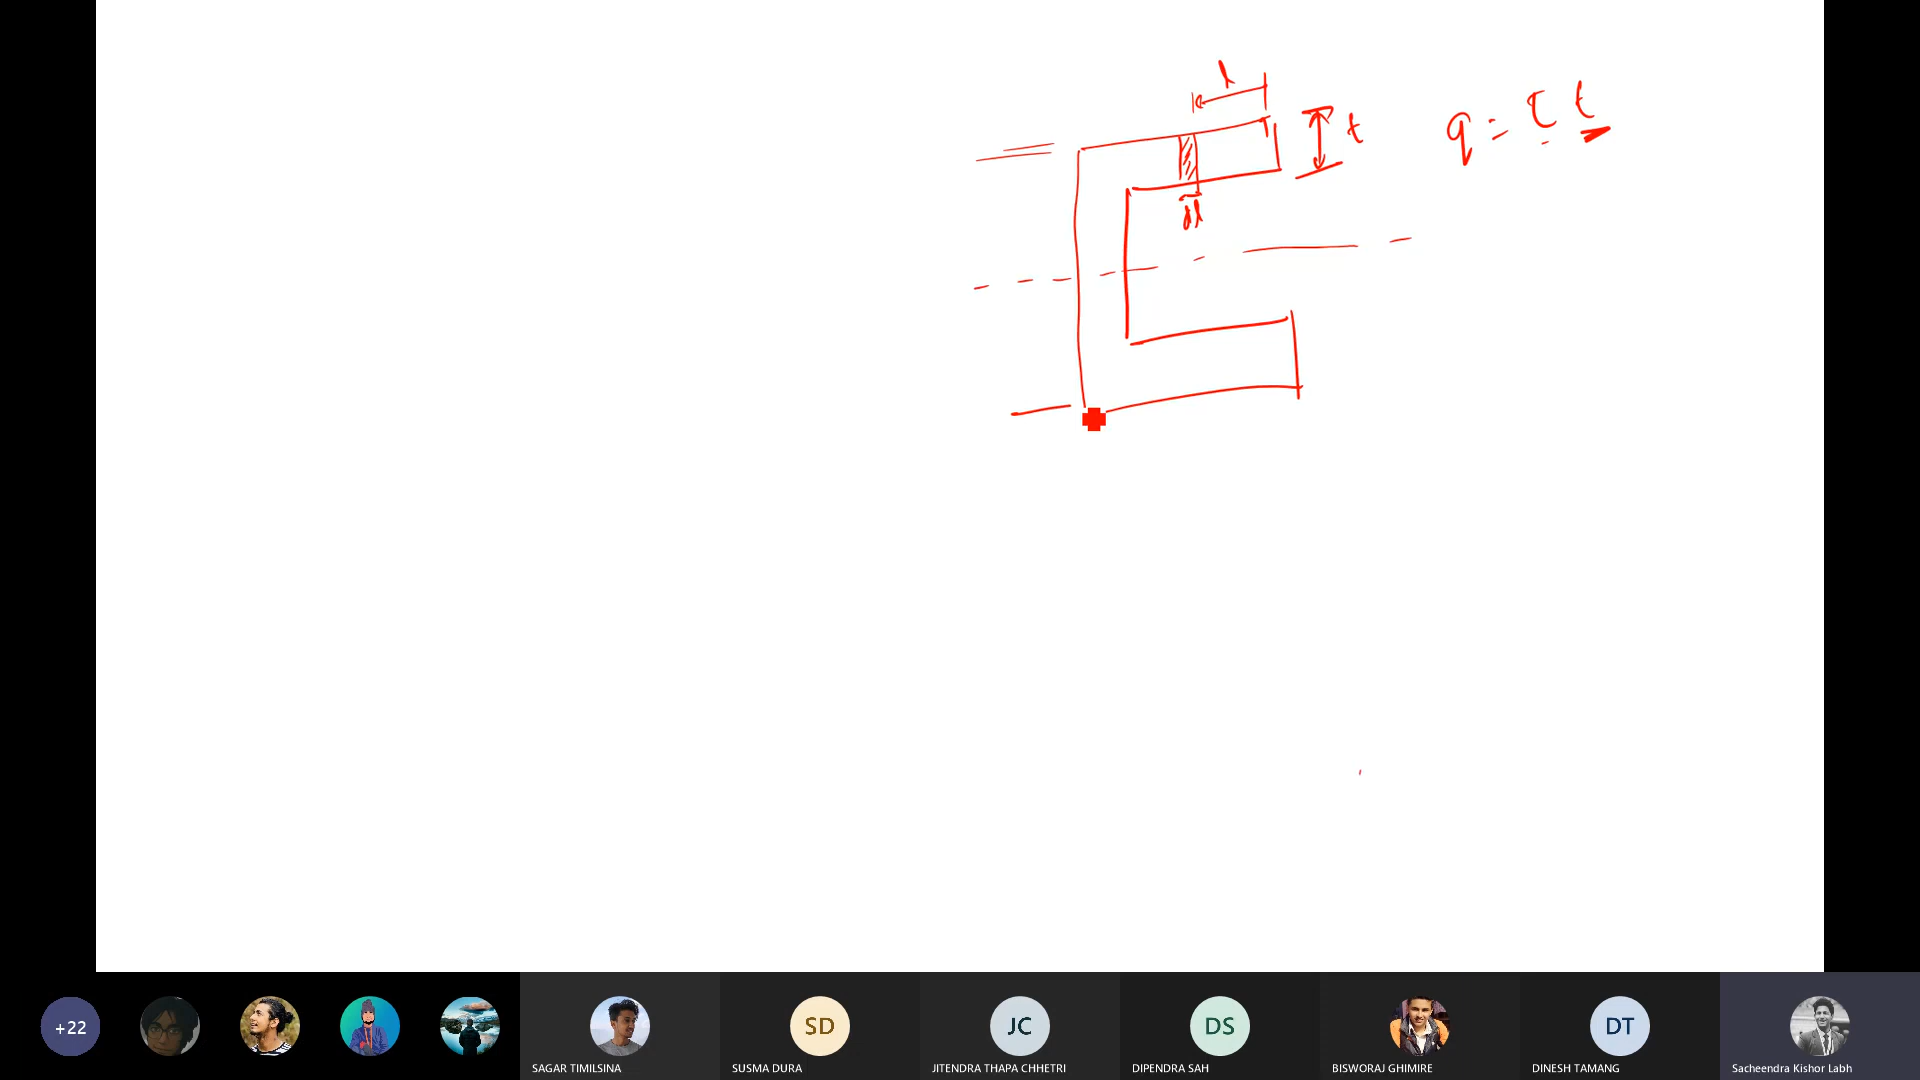 l
t
q = τ t
dl
+22
SD
JC
DS
DT
SAGAR TIMILSINA
SUSMA DURA
JITENDRA THAPA CHHETRI
DIPENDRA SAH
BISWORAJ GHIMIRE
DINESH TAMANG
Sacheendra Kishor Labh